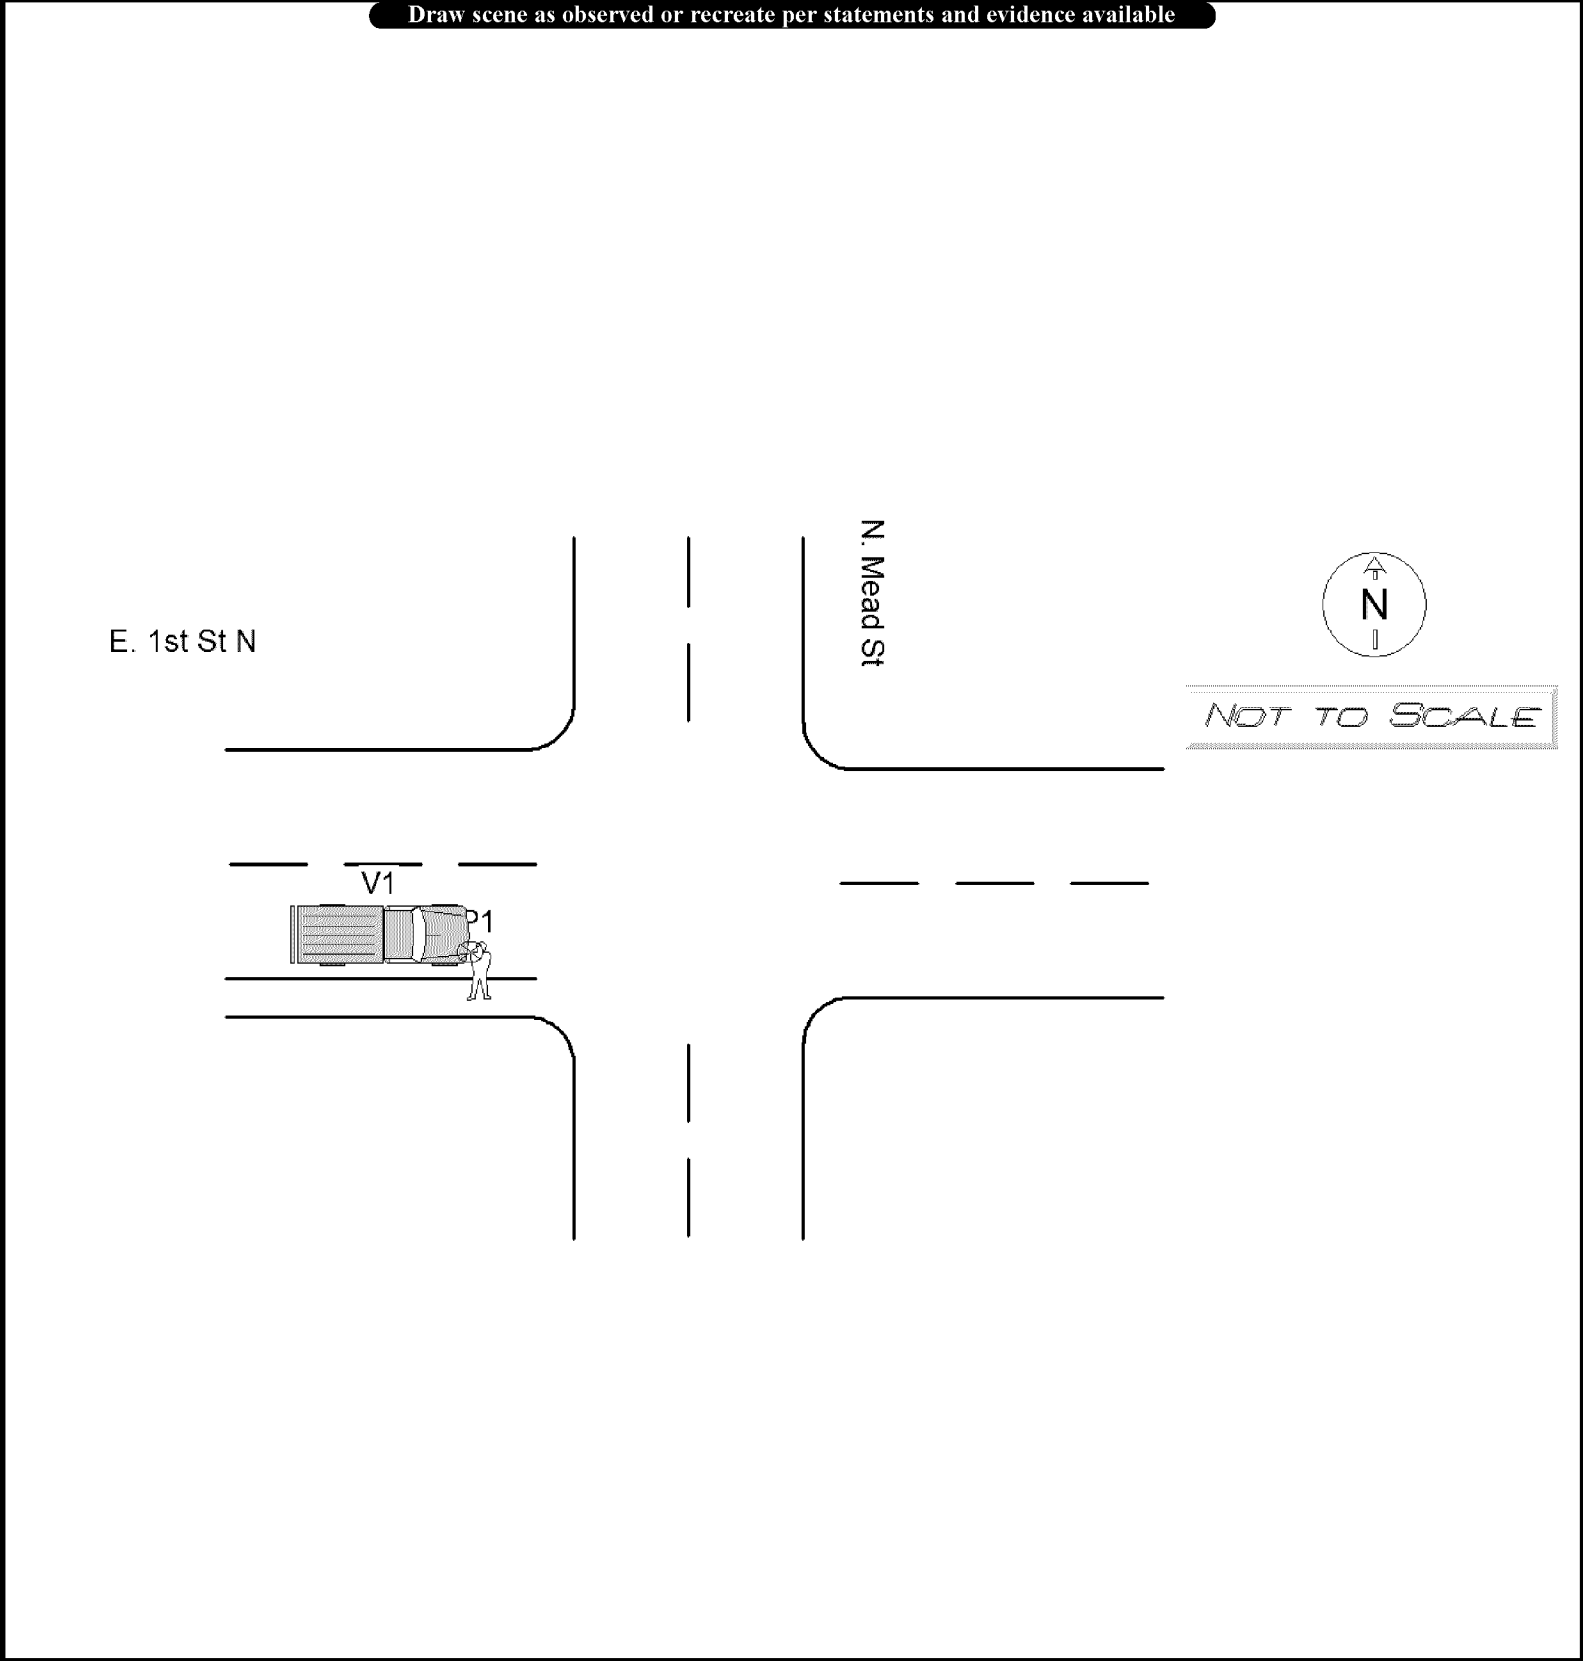 Draw scene as observed or recreate per statements and evidence available
N. Mead St
N
E. 1st St N
NOT TO SCALE
V1
P1